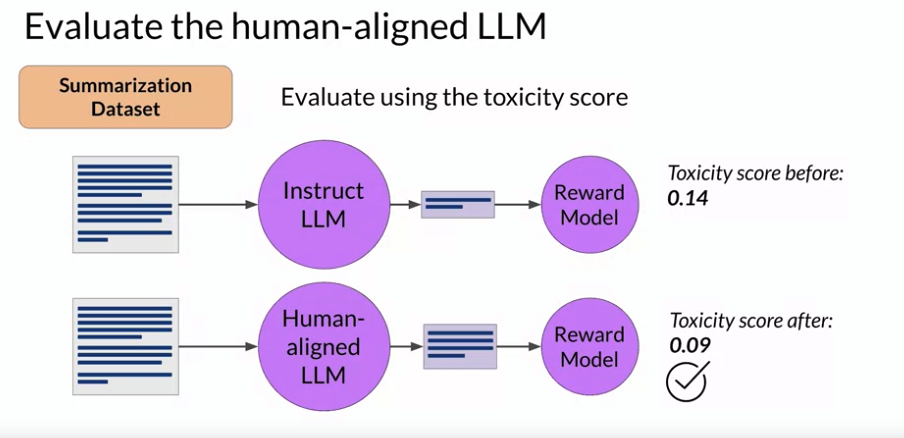 Evaluate the human-aligned LLM
Summarization
Dataset
Evaluate using the toxicity score
Instruct
LLM
Reward
Model
Toxicity score before:
0.14
Human-
aligned
LLM
Reward
Model
Toxicity score after:
0.09